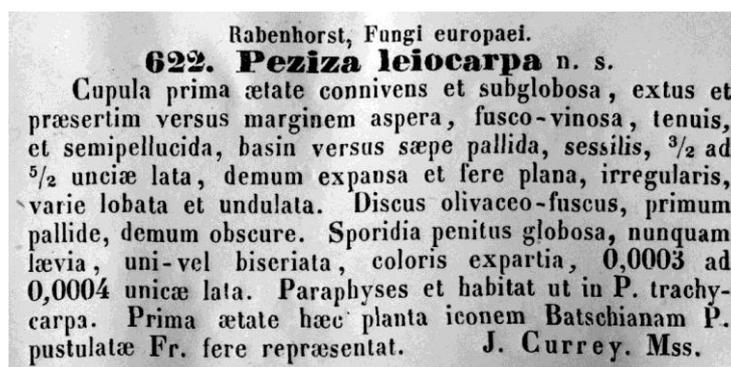 Rabenhorst, Fungi europaei.
622. Peziza leiocarpa n. s.
Cupula prima ætate connivens et subglobosa, extus et
præsertim versus marginem aspera, fusco-vinosa, tenuis,
et semipellucida, basin versus sæpe pallida, sessilis, 3/2 ad
5/2 unciæ lata, demum expansa et fere plana, irregularis,
varie lobata et undulata. Discus olivaceo-fuscus, primum
pallide, demum obscure. Sporidia penitus globosa, nunquam
lævia, uni-vel biseriata, coloris expartia, 0,0003 ad
0,0004 unicæ lata. Paraphyses et habitat ut in P. trachy-
carpa. Prima ætate hæc planta iconem Batschianam P.
pustulatæ Fr. fere repræsentat. J. Currey. Mss.